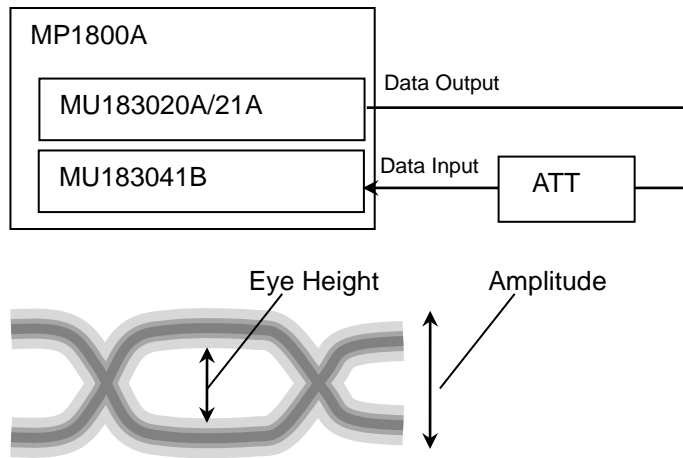 MP1800A
Data Output
MU183020A/21A
Data Input
MU183041B
ATT
Eye Height
Amplitude